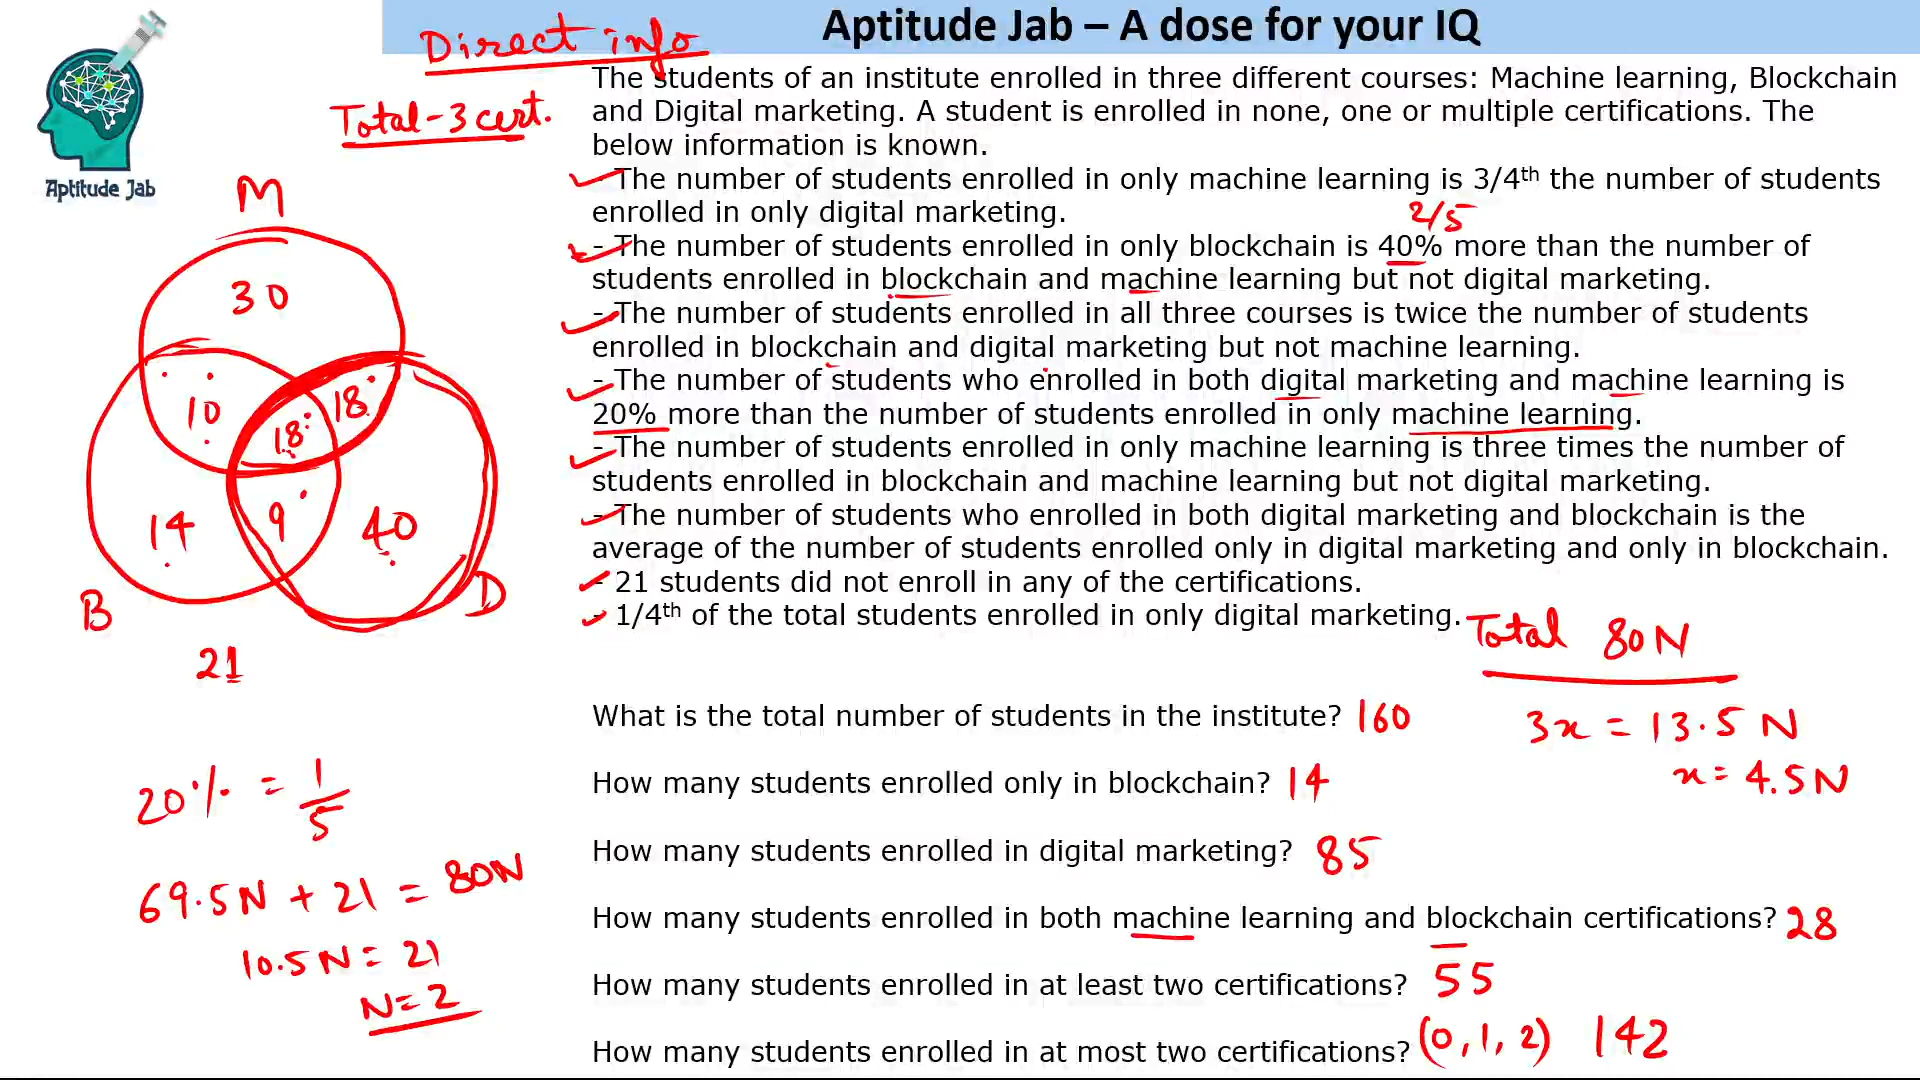 Aptitude Jab – A dose for your IQ
Direct info
Total - 3 cert.
Aptitude Jab
The students of an institute enrolled in three different courses: Machine learning, Blockchain
and Digital marketing. A student is enrolled in none, one or multiple certifications. The
below information is known.
- The number of students enrolled in only machine learning is 3/4th the number of students
enrolled in only digital marketing.
2/5
- The number of students enrolled in only blockchain is 40% more than the number of
students enrolled in blockchain and machine learning but not digital marketing.
- The number of students enrolled in all three courses is twice the number of students
enrolled in blockchain and digital marketing but not machine learning.
- The number of students who enrolled in both digital marketing and machine learning is
20% more than the number of students enrolled in only machine learning.
- The number of students enrolled in only machine learning is three times the number of
students enrolled in blockchain and machine learning but not digital marketing.
- The number of students who enrolled in both digital marketing and blockchain is the
average of the number of students enrolled only in digital marketing and only in blockchain.
- 21 students did not enroll in any of the certifications.
- 1/4th of the total students enrolled in only digital marketing.
M
30
10
18
18
14
9
40
B
D
21
Total 80N
3x = 13.5 N
x = 4.5N
20% = 1/5
69.5N + 21 = 80N
10.5N = 21
N = 2
What is the total number of students in the institute? 160
How many students enrolled only in blockchain? 14
How many students enrolled in digital marketing? 85
How many students enrolled in both machine learning and blockchain certifications? 28
How many students enrolled in at least two certifications? 55
How many students enrolled in at most two certifications? (0, 1, 2) 142